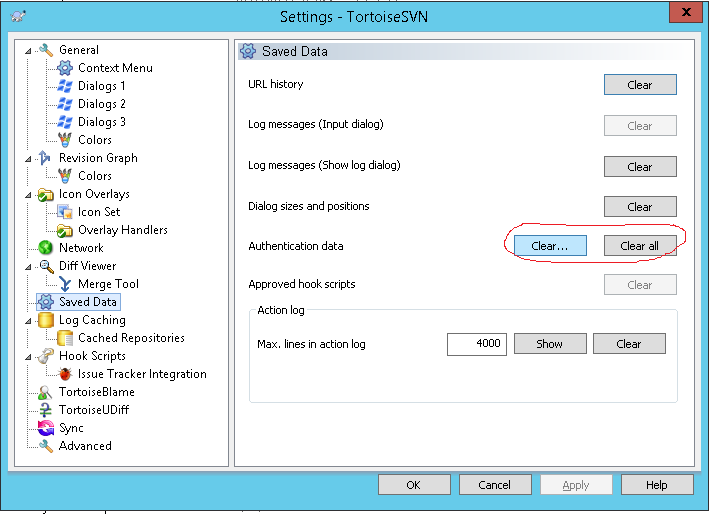 Settings - TortoiseSVN
x
General
Context Menu
Dialogs 1
Dialogs 2
Dialogs 3
Colors
Revision Graph
Colors
Icon Overlays
Icon Set
Overlay Handlers
Network
Diff Viewer
Merge Tool
Saved Data
Log Caching
Cached Repositories
Hook Scripts
Issue Tracker Integration
TortoiseBlame
TortoiseUDiff
Sync
Advanced
Saved Data
URL history Clear
Log messages (Input dialog) Clear
Log messages (Show log dialog) Clear
Dialog sizes and positions Clear
Authentication data Clear... Clear all
Approved hook scripts Clear
Action log
Max. lines in action log 4000 Show Clear
OK Cancel Apply Help